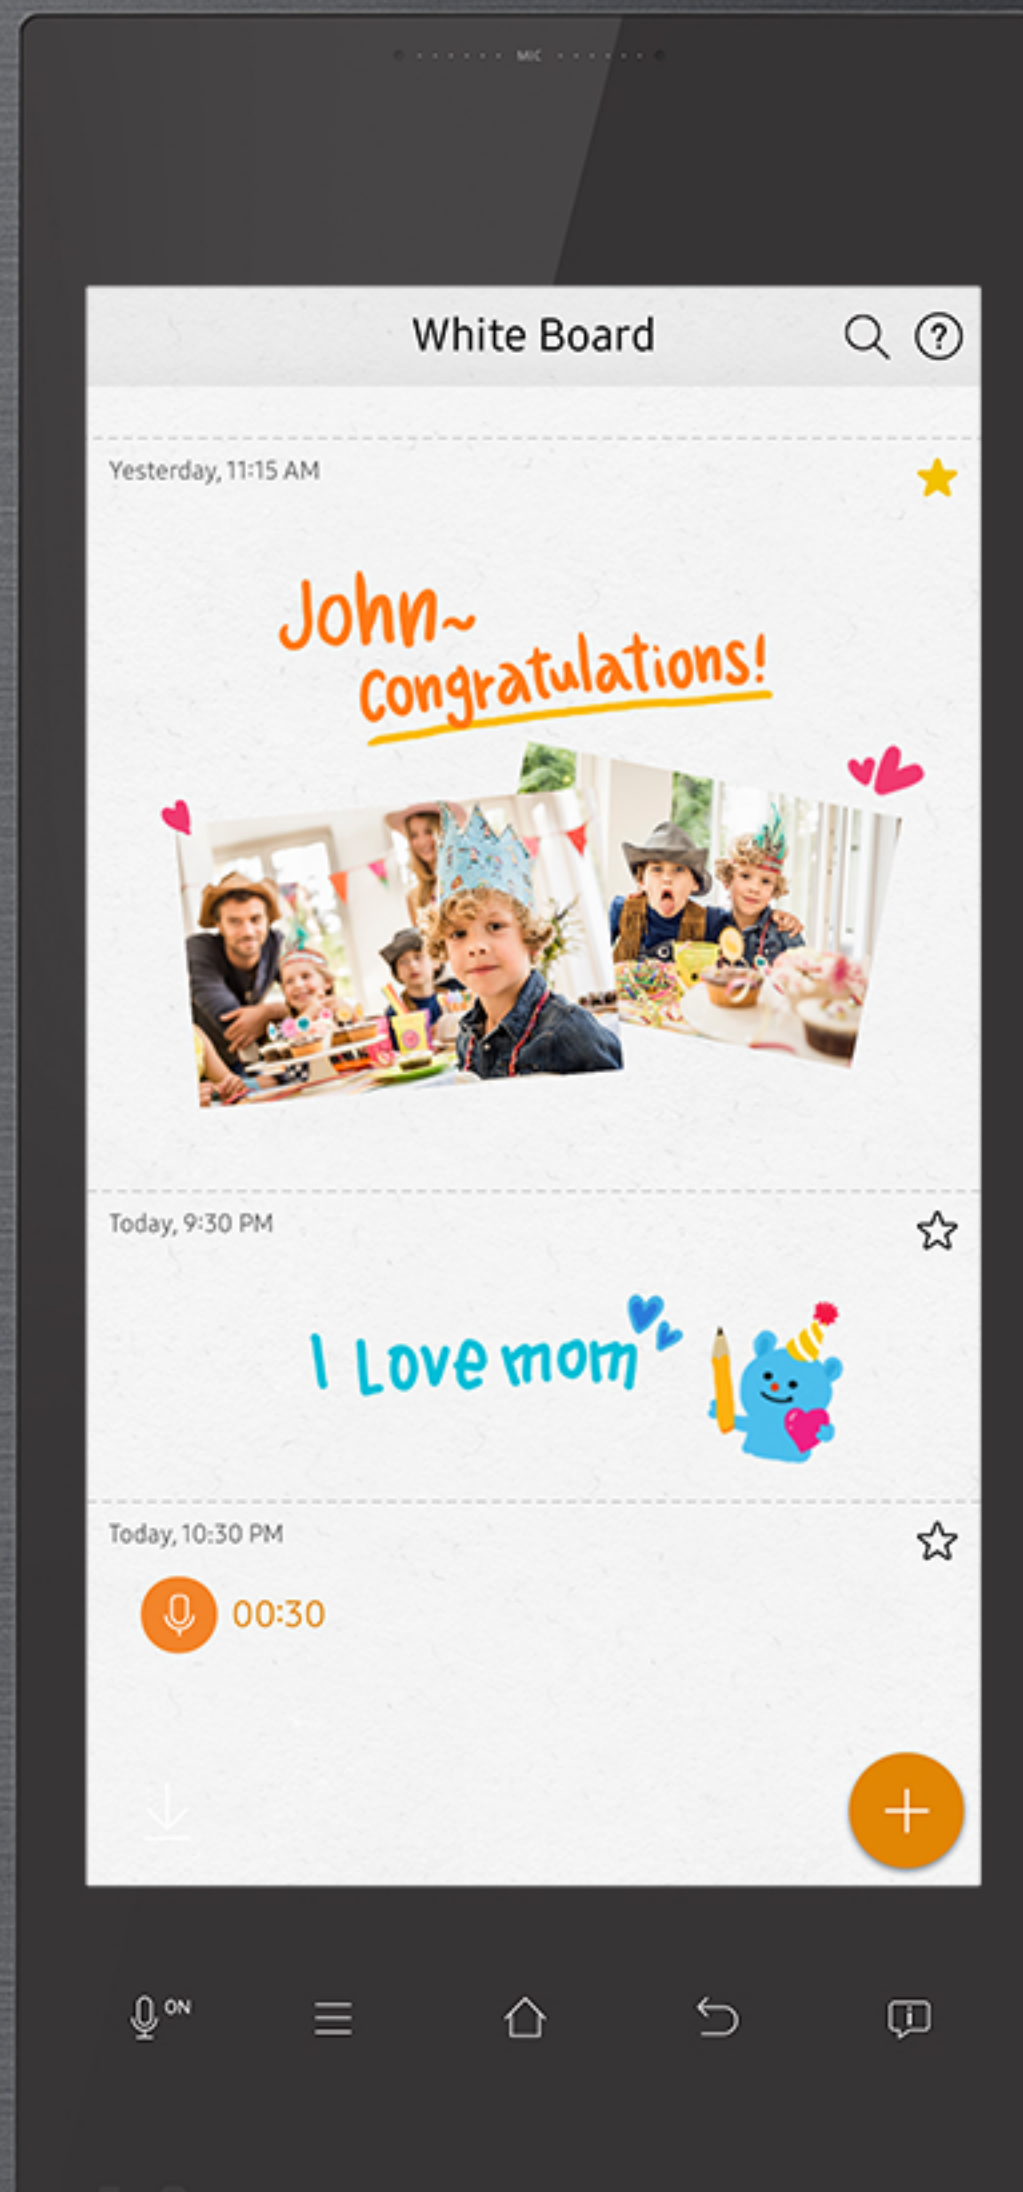 MIC
White Board
?
Yesterday, 11:15 AM
John~
Congratulations!
Today, 9:30 PM
I Love mom
Today, 10:30 PM
00:30
ON